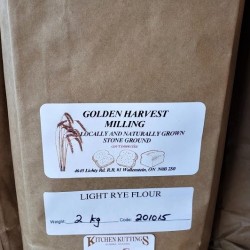 GOLDEN HARVEST
MILLING
LOCALLY AND NATURALLY GROWN
STONE GROUND
LIGHT RYE FLOUR
Weight 2 kg Code: 201015
KITCHEN KUTTINGS